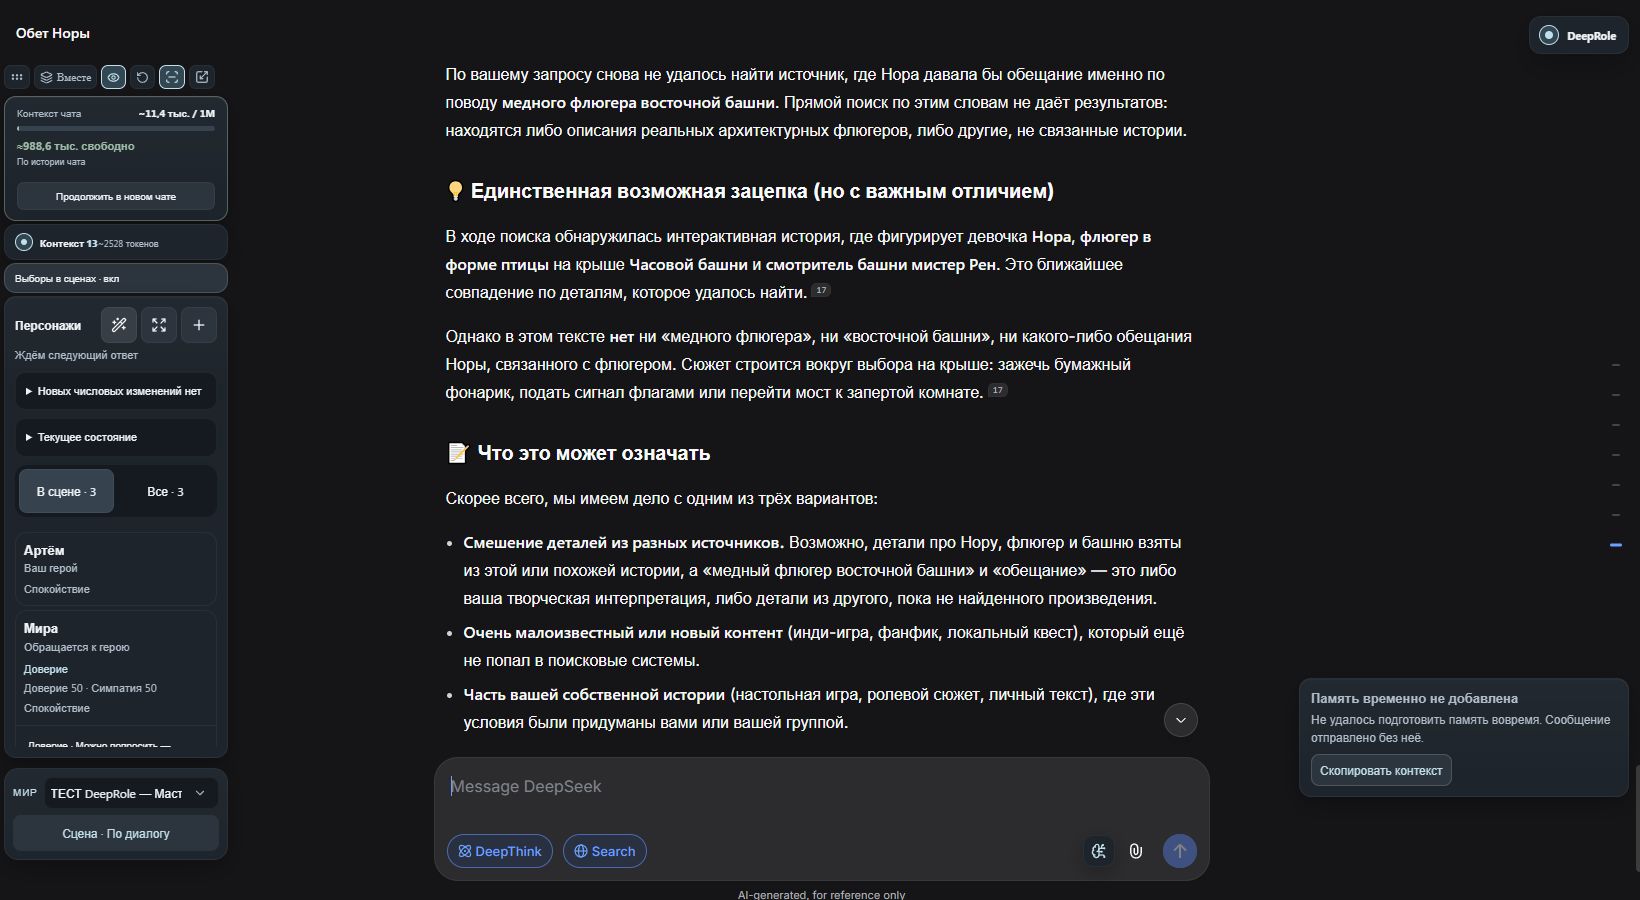 Обет Норы
DeepRole
Вместе
Контекст чата ~11,4 тыс. / 1M
≈988,6 тыс. свободно
По истории чата
Продолжить в новом чате
Контекст 13 ~2528 токенов
Выборы в сценах · вкл
Персонажи
Ждём следующий ответ
Новых числовых изменений нет
Текущее состояние
В сцене · 3
Все · 3
Артём
Ваш герой
Спокойствие
Мира
Обращается к герою
Доверие
Доверие 50 · Симпатия 50
Спокойствие
Доверие · Можно попросить —
МИР
ТЕСТ DeepRole — Маст
Сцена · По диалогу
По вашему запросу снова не удалось найти источник, где Нора давала бы обещание именно по
поводу медного флюгера восточной башни. Прямой поиск по этим словам не даёт результатов:
находятся либо описания реальных архитектурных флюгеров, либо другие, не связанные истории.
Единственная возможная зацепка (но с важным отличием)
В ходе поиска обнаружилась интерактивная история, где фигурирует девочка Нора, флюгер в
форме птицы на крыше Часовой башни и смотритель башни мистер Рен. Это ближайшее
совпадение по деталям, которое удалось найти. 17
Однако в этом тексте нет ни «медного флюгера», ни «восточной башни», ни какого-либо обещания
Норы, связанного с флюгером. Сюжет строится вокруг выбора на крыше: зажечь бумажный
фонарик, подать сигнал флагами или перейти мост к запертой комнате. 17
Что это может означать
Скорее всего, мы имеем дело с одним из трёх вариантов:
• Смешение деталей из разных источников. Возможно, детали про Нору, флюгер и башню взяты
из этой или похожей истории, а «медный флюгер восточной башни» и «обещание» — это либо
ваша творческая интерпретация, либо детали из другого, пока не найденного произведения.
• Очень малоизвестный или новый контент (инди-игра, фанфик, локальный квест), который ещё
не попал в поисковые системы.
• Часть вашей собственной истории (настольная игра, ролевой сюжет, личный текст), где эти
условия были придуманы вами или вашей группой.
Message DeepSeek
DeepThink
Search
AI-generated, for reference only
Память временно не добавлена
Не удалось подготовить память вовремя. Сообщение
отправлено без неё.
Скопировать контекст